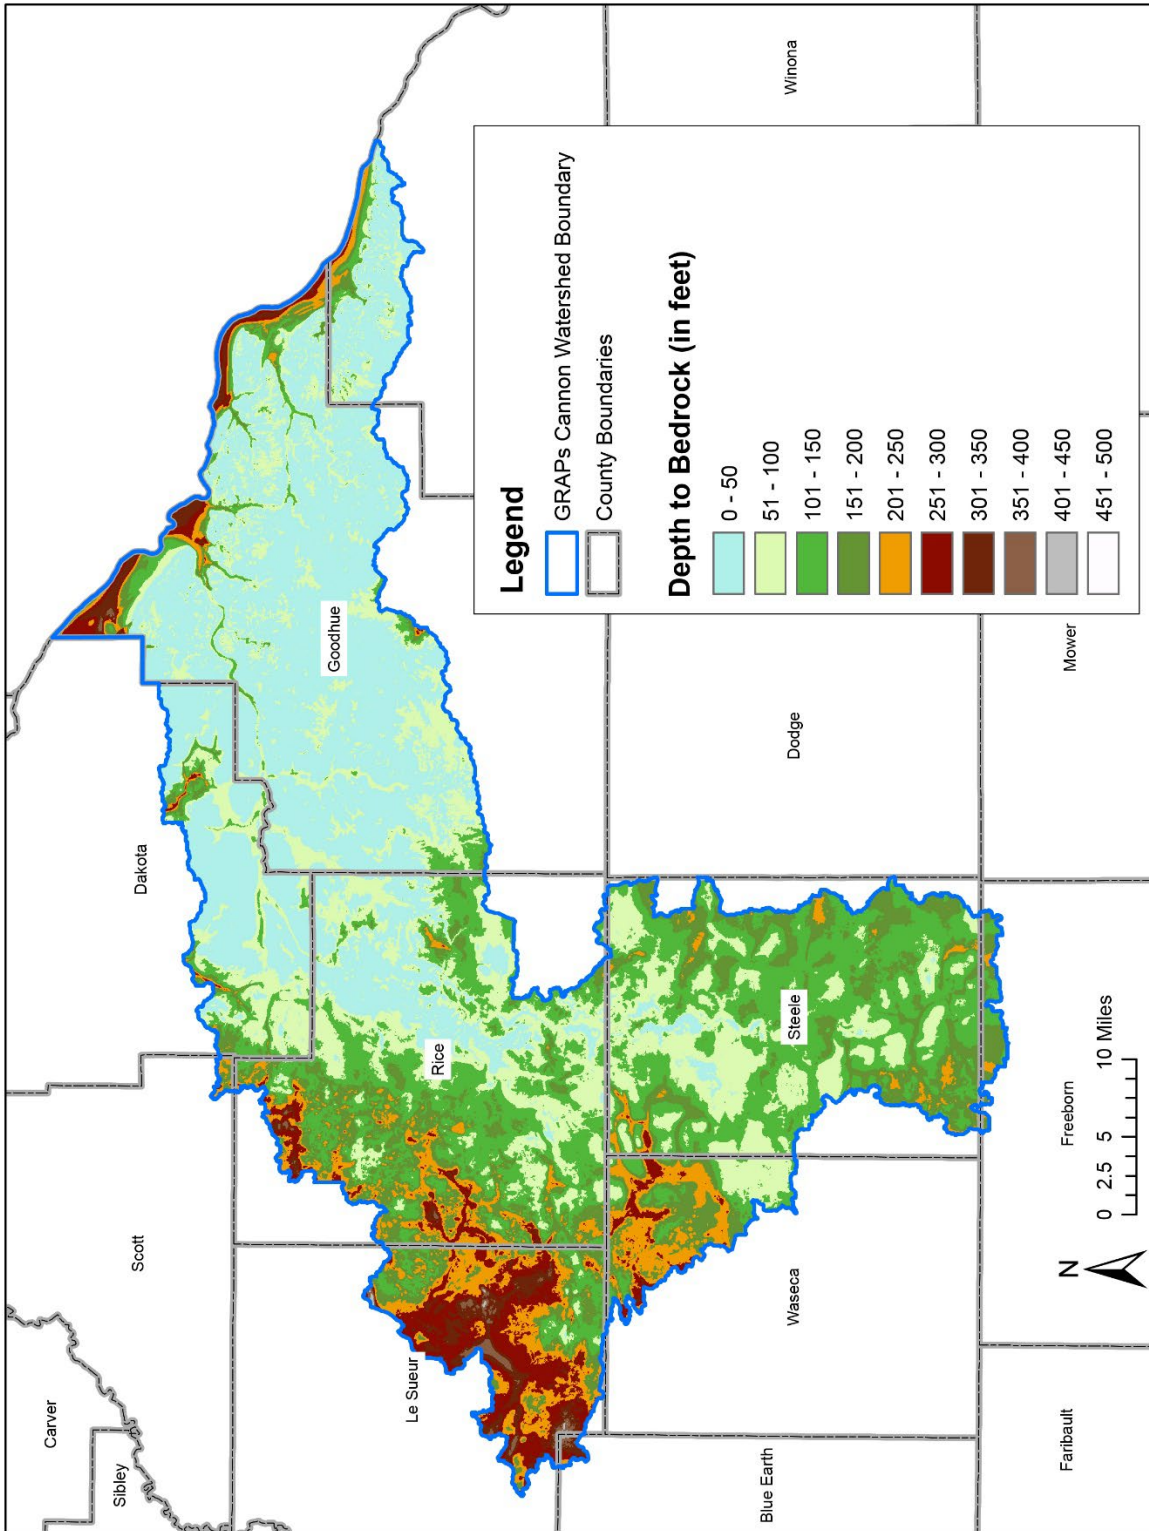 Carver
Sibley
Scott
Dakota
Le Sueur
Rice
Goodhue
Blue Earth
Waseca
Steele
Dodge
Winona
Faribault
Freeborn
Mower
N
0 2.5 5 10 Miles
Legend
GRAPs Cannon Watershed Boundary
County Boundaries
Depth to Bedrock (in feet)
0 - 50
51 - 100
101 - 150
151 - 200
201 - 250
251 - 300
301 - 350
351 - 400
401 - 450
451 - 500